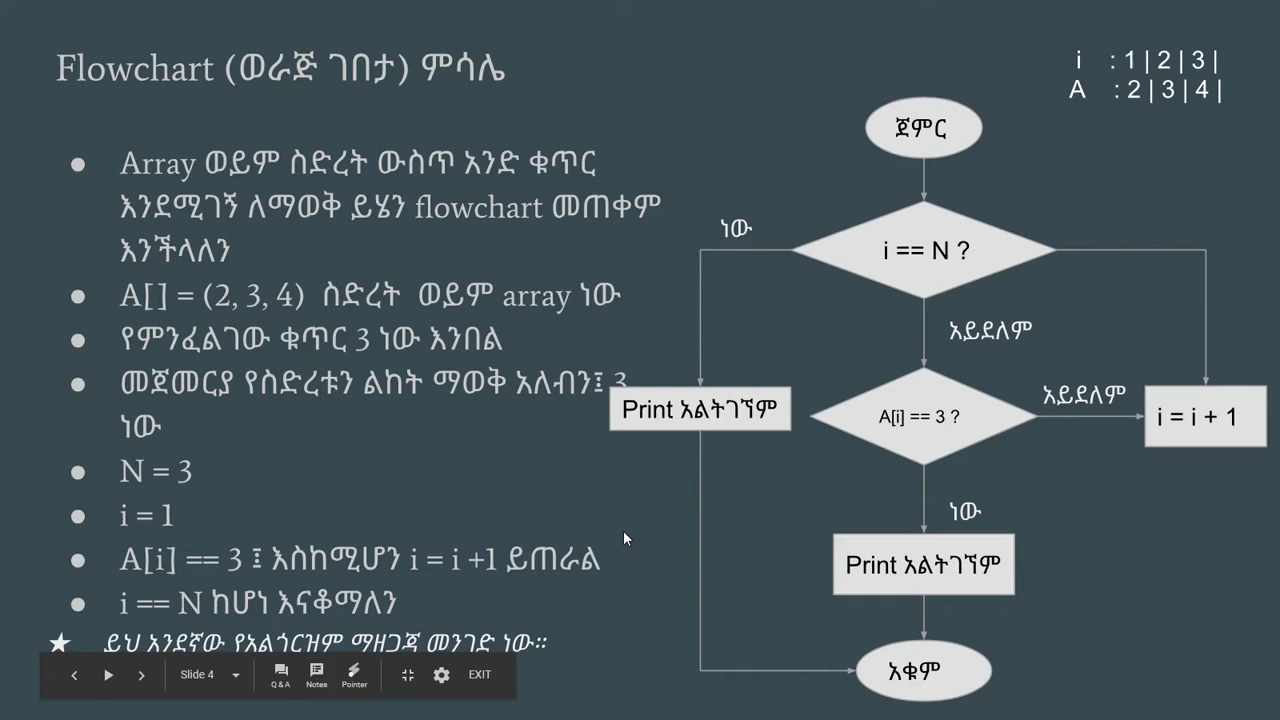 Flowchart (ወራጅ ገበታ) ምሳሌ
i : 1 | 2 | 3 |
A : 2 | 3 | 4 |
● Array ወይም ስድረት ውስጥ አንድ ቁጥር
እንደሚገኝ ለማወቅ ይሄን flowchart መጠቀም
እንችላለን
● A[] = (2, 3, 4) ስድረት ወይም array ነው
● የምንፈልገው ቁጥር 3 ነው እንበል
● መጀመርያ የስድረቱን ልከት ማወቅ አለብን፤ 3
ነው
● N = 3
● i = 1
● A[i] == 3 ፤ እስከሚሆን i = i +1 ይጠራል
● i == N ከሆነ እናቆማለን
★ ይህ አንደኛው የአልጎርዝም ማዘጋጃ መንገድ ነው።
ጀምር
i == N ?
ነው
አይደለም
Print አልትገኘም
A[i] == 3 ?
አይደለም
i = i + 1
ነው
Print አልትገኘም
አቁም
Slide 4
Q & A
Notes
Pointer
EXIT